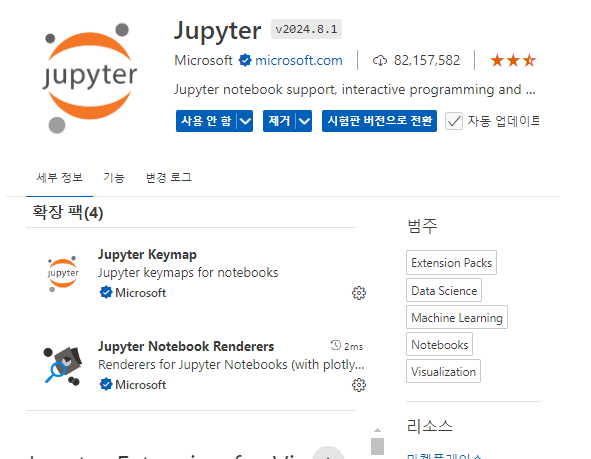 jupyter
Jupyter v2024.8.1
Microsoft microsoft.com 82,157,582
Jupyter notebook support, interactive programming and ...
사용 안 함 제거 시험판 버전으로 전환 자동 업데이트
세부 정보 기능 변경 로그
확장 팩(4)
범주
jupyter
Jupyter Keymap
Jupyter keymaps for notebooks
Microsoft
Extension Packs
Data Science
Machine Learning
Notebooks
Visualization
Jupyter Notebook Renderers 2ms
Renderers for Jupyter Notebooks (with plotly...
Microsoft
리소스